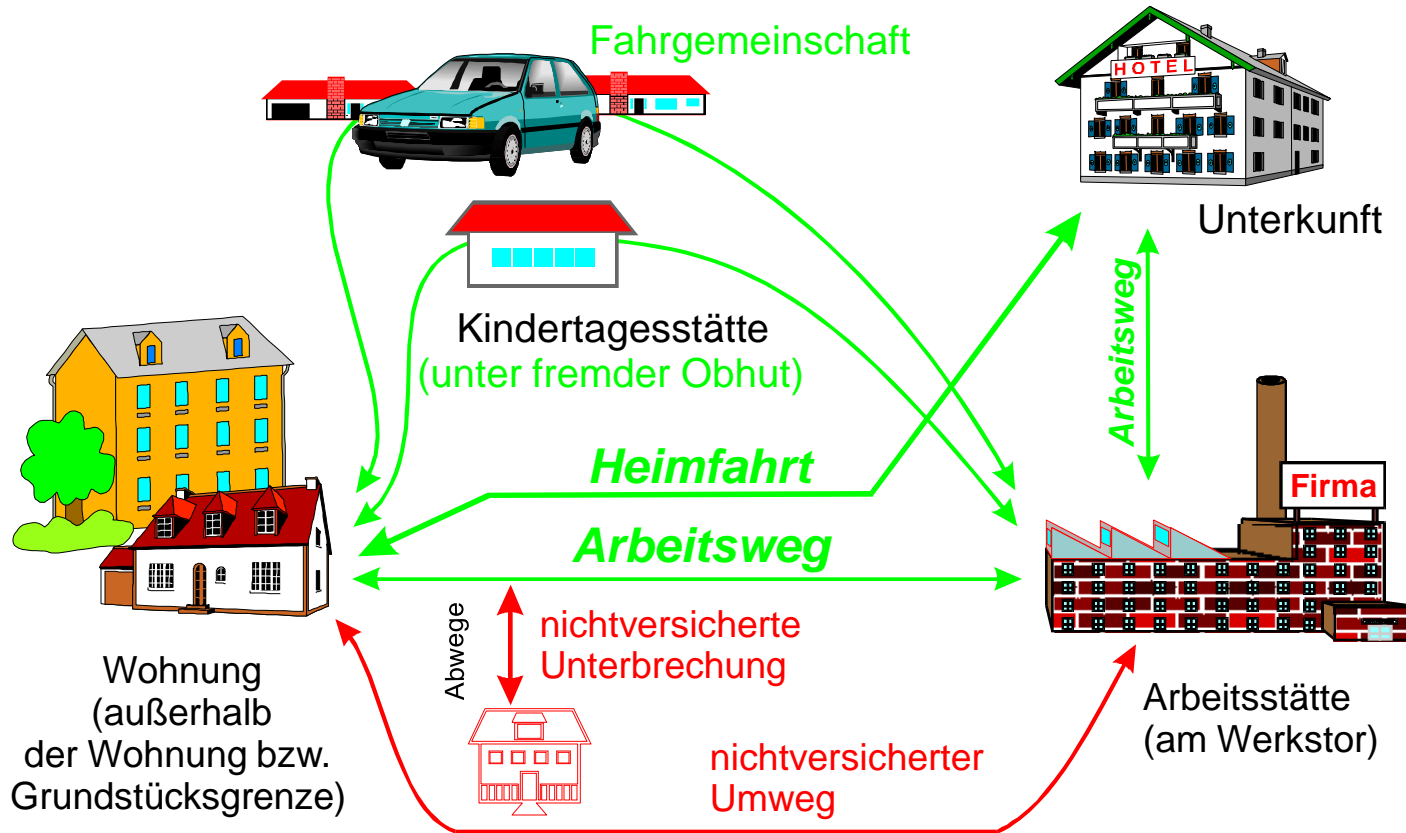 Fahrgemeinschaft
HOTEL
Unterkunft
Kindertagesstätte
(unter fremder Obhut)
Arbeitsweg
Heimfahrt
Firma
Arbeitsweg
Abwege
nichtversicherte
Unterbrechung
Wohnung
(außerhalb
der Wohnung bzw.
Grundstücksgrenze)
Arbeitsstätte
(am Werkstor)
nichtversicherter
Umweg